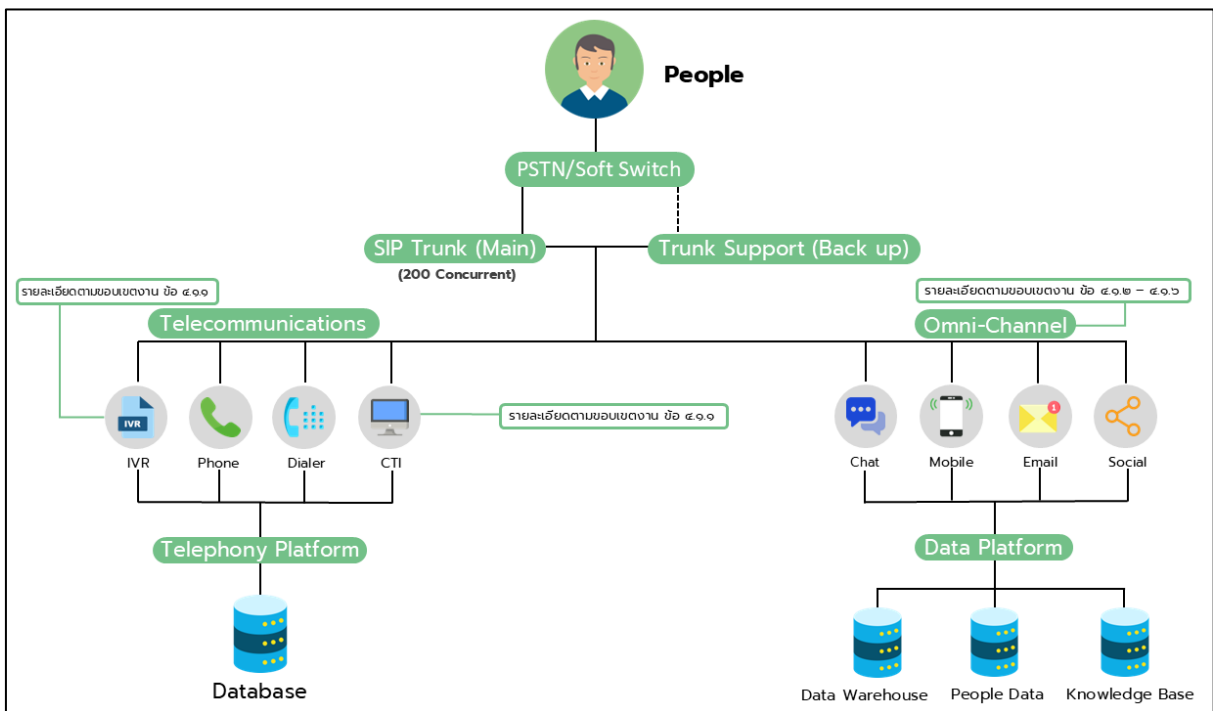 People
PSTN/Soft Switch
SIP Trunk (Main)
Trunk Support (Back up)
(200 Concurrent)
รายละเอียดตามขอบเขตงาน ข้อ ๔.๑.๑
รายละเอียดตามขอบเขตงาน ข้อ ๔.๑.๒ – ๔.๑.๖
Telecommunications
Omni-Channel
IVR
1
รายละเอียดตามขอบเขตงาน ข้อ ๔.๑.๑
IVR
Phone
Dialer
CTI
Chat
Mobile
Email
Social
Telephony Platform
Data Platform
Database
Data Warehouse
People Data
Knowledge Base